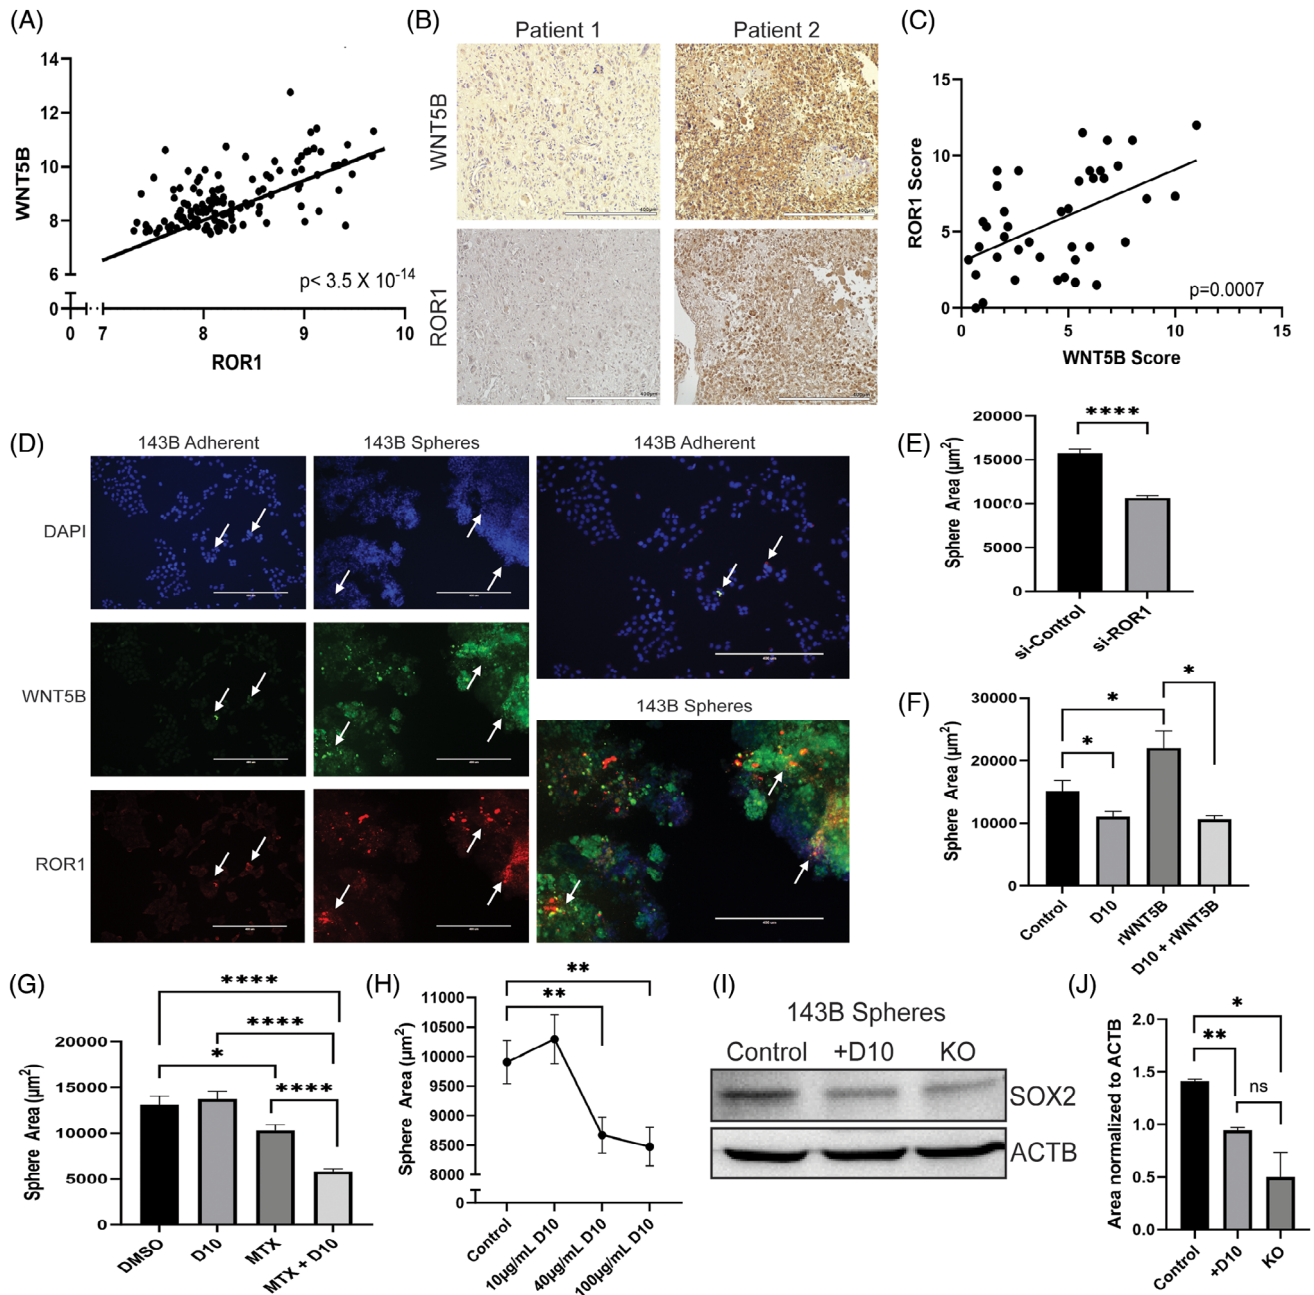 (A)
14
12
10
8
6
0
WNT5B
p< 3.5 X 10⁻¹⁴
0
7
8
9
10
ROR1
(B)
Patient 1
Patient 2
WNT5B
ROR1
400µm
(C)
15
10
5
0
ROR1 Score
p=0.0007
0
5
10
15
WNT5B Score
(D)
143B Adherent
143B Spheres
143B Adherent
DAPI
WNT5B
ROR1
143B Spheres
(E)
20000
15000
10000
5000
0
Sphere Area (µm²)
****
si-Control
si-ROR1
(F)
30000
20000
10000
0
Sphere Area (µm²)
*
*
*
Control
D10
rWNT5B
D10 + rWNT5B
(G)
20000
15000
10000
5000
0
Sphere Area (µm²)
****
****
*
****
DMSO
D10
MTX
MTX + D10
(H)
11000
10500
10000
9500
9000
8500
8000
0
Sphere Area (µm²)
**
**
Control
10µg/mL D10
40µg/mL D10
100µg/mL D10
(I)
143B Spheres
Control
+D10
KO
SOX2
ACTB
(J)
2.0
1.5
1.0
0.5
0.0
Area normalized to ACTB
*
**
ns
Control
+D10
KO